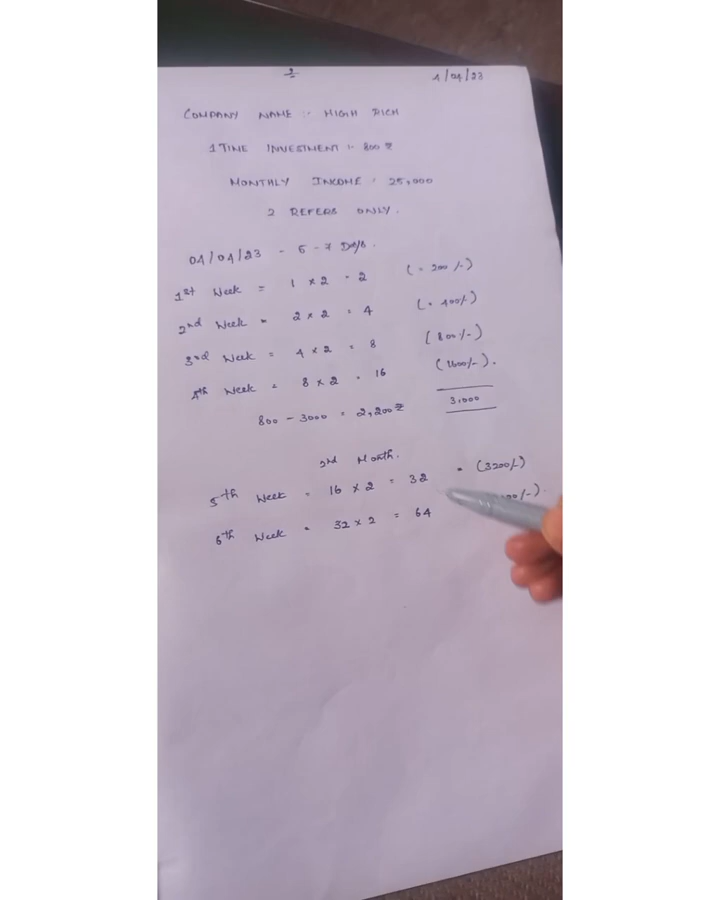 1/04/23
COMPANY NAME :- HIGH RICH
1 TIME INVESTMENT :- 800 ₹
MONTHLY INCOME : 25,000
2 REFERS ONLY.
01/04/23 - 5 - 7 Days.
1st Week = 1 x 2 = 2 (= 200/-)
2nd Week = 2 x 2 = 4 (= 400/-)
3rd Week = 4 x 2 = 8 (800/-)
4th Week = 8 x 2 = 16 (1600/-).
800 - 3000 = 2,200 ₹ 3,000
2nd Month.
5th Week = 16 x 2 = 32 = (3200/-)
6th Week = 32 x 2 = 64 00/-).